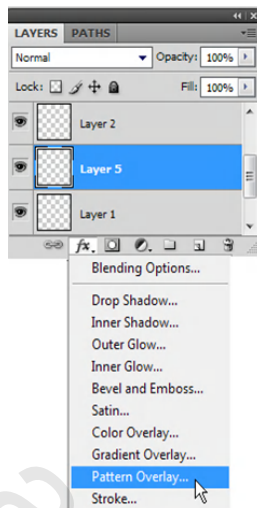 LAYERS PATHS
Normal Opacity: 100%
Lock: Fill: 100%
Layer 2
Layer 5
Layer 1
fx.
Blending Options...
Drop Shadow...
Inner Shadow...
Outer Glow...
Inner Glow...
Bevel and Emboss...
Satin...
Color Overlay...
Gradient Overlay...
Pattern Overlay...
Stroke...